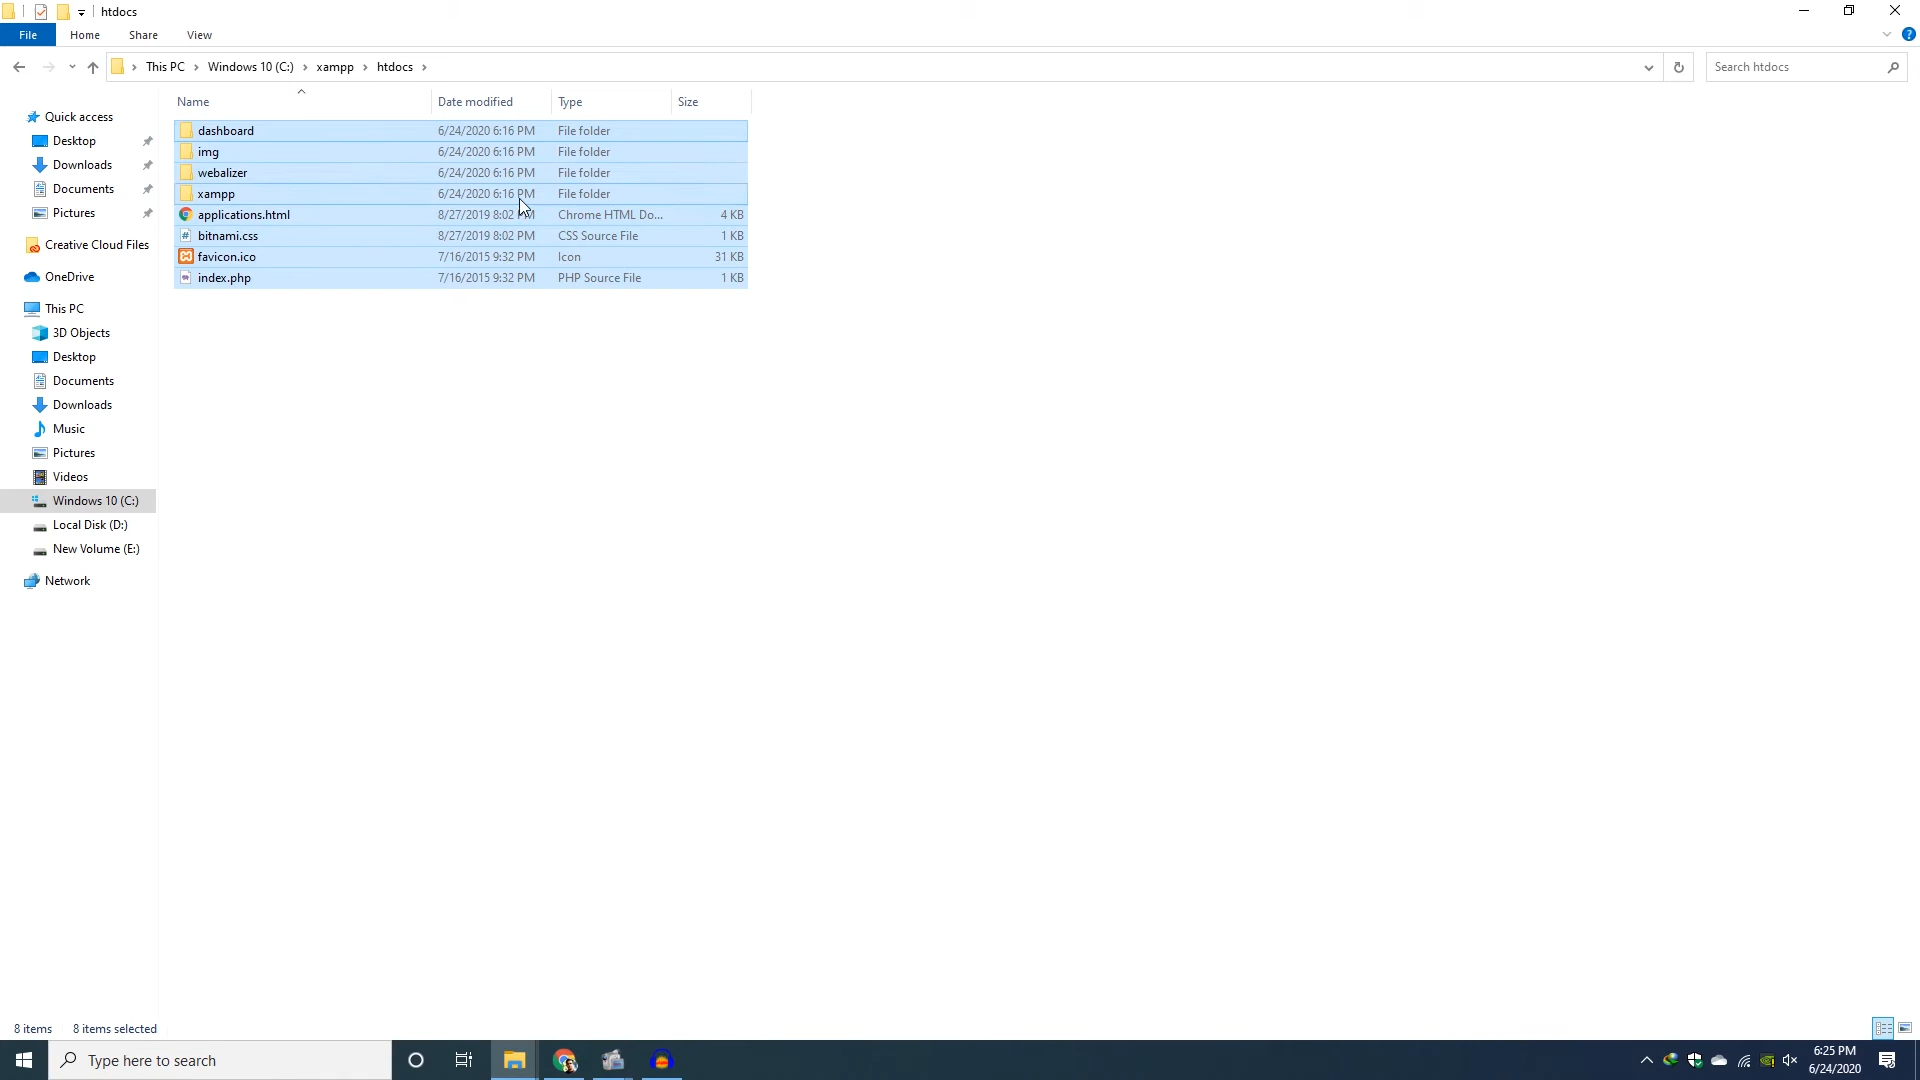 htdocs
File Home Share View
This PC Windows 10 (C:) xampp htdocs
Search htdocs
Name Date modified Type Size
Quick access
Desktop
Downloads
Documents
Pictures
Creative Cloud Files
OneDrive
This PC
3D Objects
Desktop
Documents
Downloads
Music
Pictures
Videos
Windows 10 (C:)
Local Disk (D:)
New Volume (E:)
Network
dashboard 6/24/2020 6:16 PM File folder
img 6/24/2020 6:16 PM File folder
webalizer 6/24/2020 6:16 PM File folder
xampp 6/24/2020 6:16 PM File folder
applications.html 8/27/2019 8:02 PM Chrome HTML Do... 4 KB
bitnami.css 8/27/2019 8:02 PM CSS Source File 1 KB
favicon.ico 7/16/2015 9:32 PM Icon 31 KB
index.php 7/16/2015 9:32 PM PHP Source File 1 KB
8 items 8 items selected
Type here to search
6:25 PM
6/24/2020